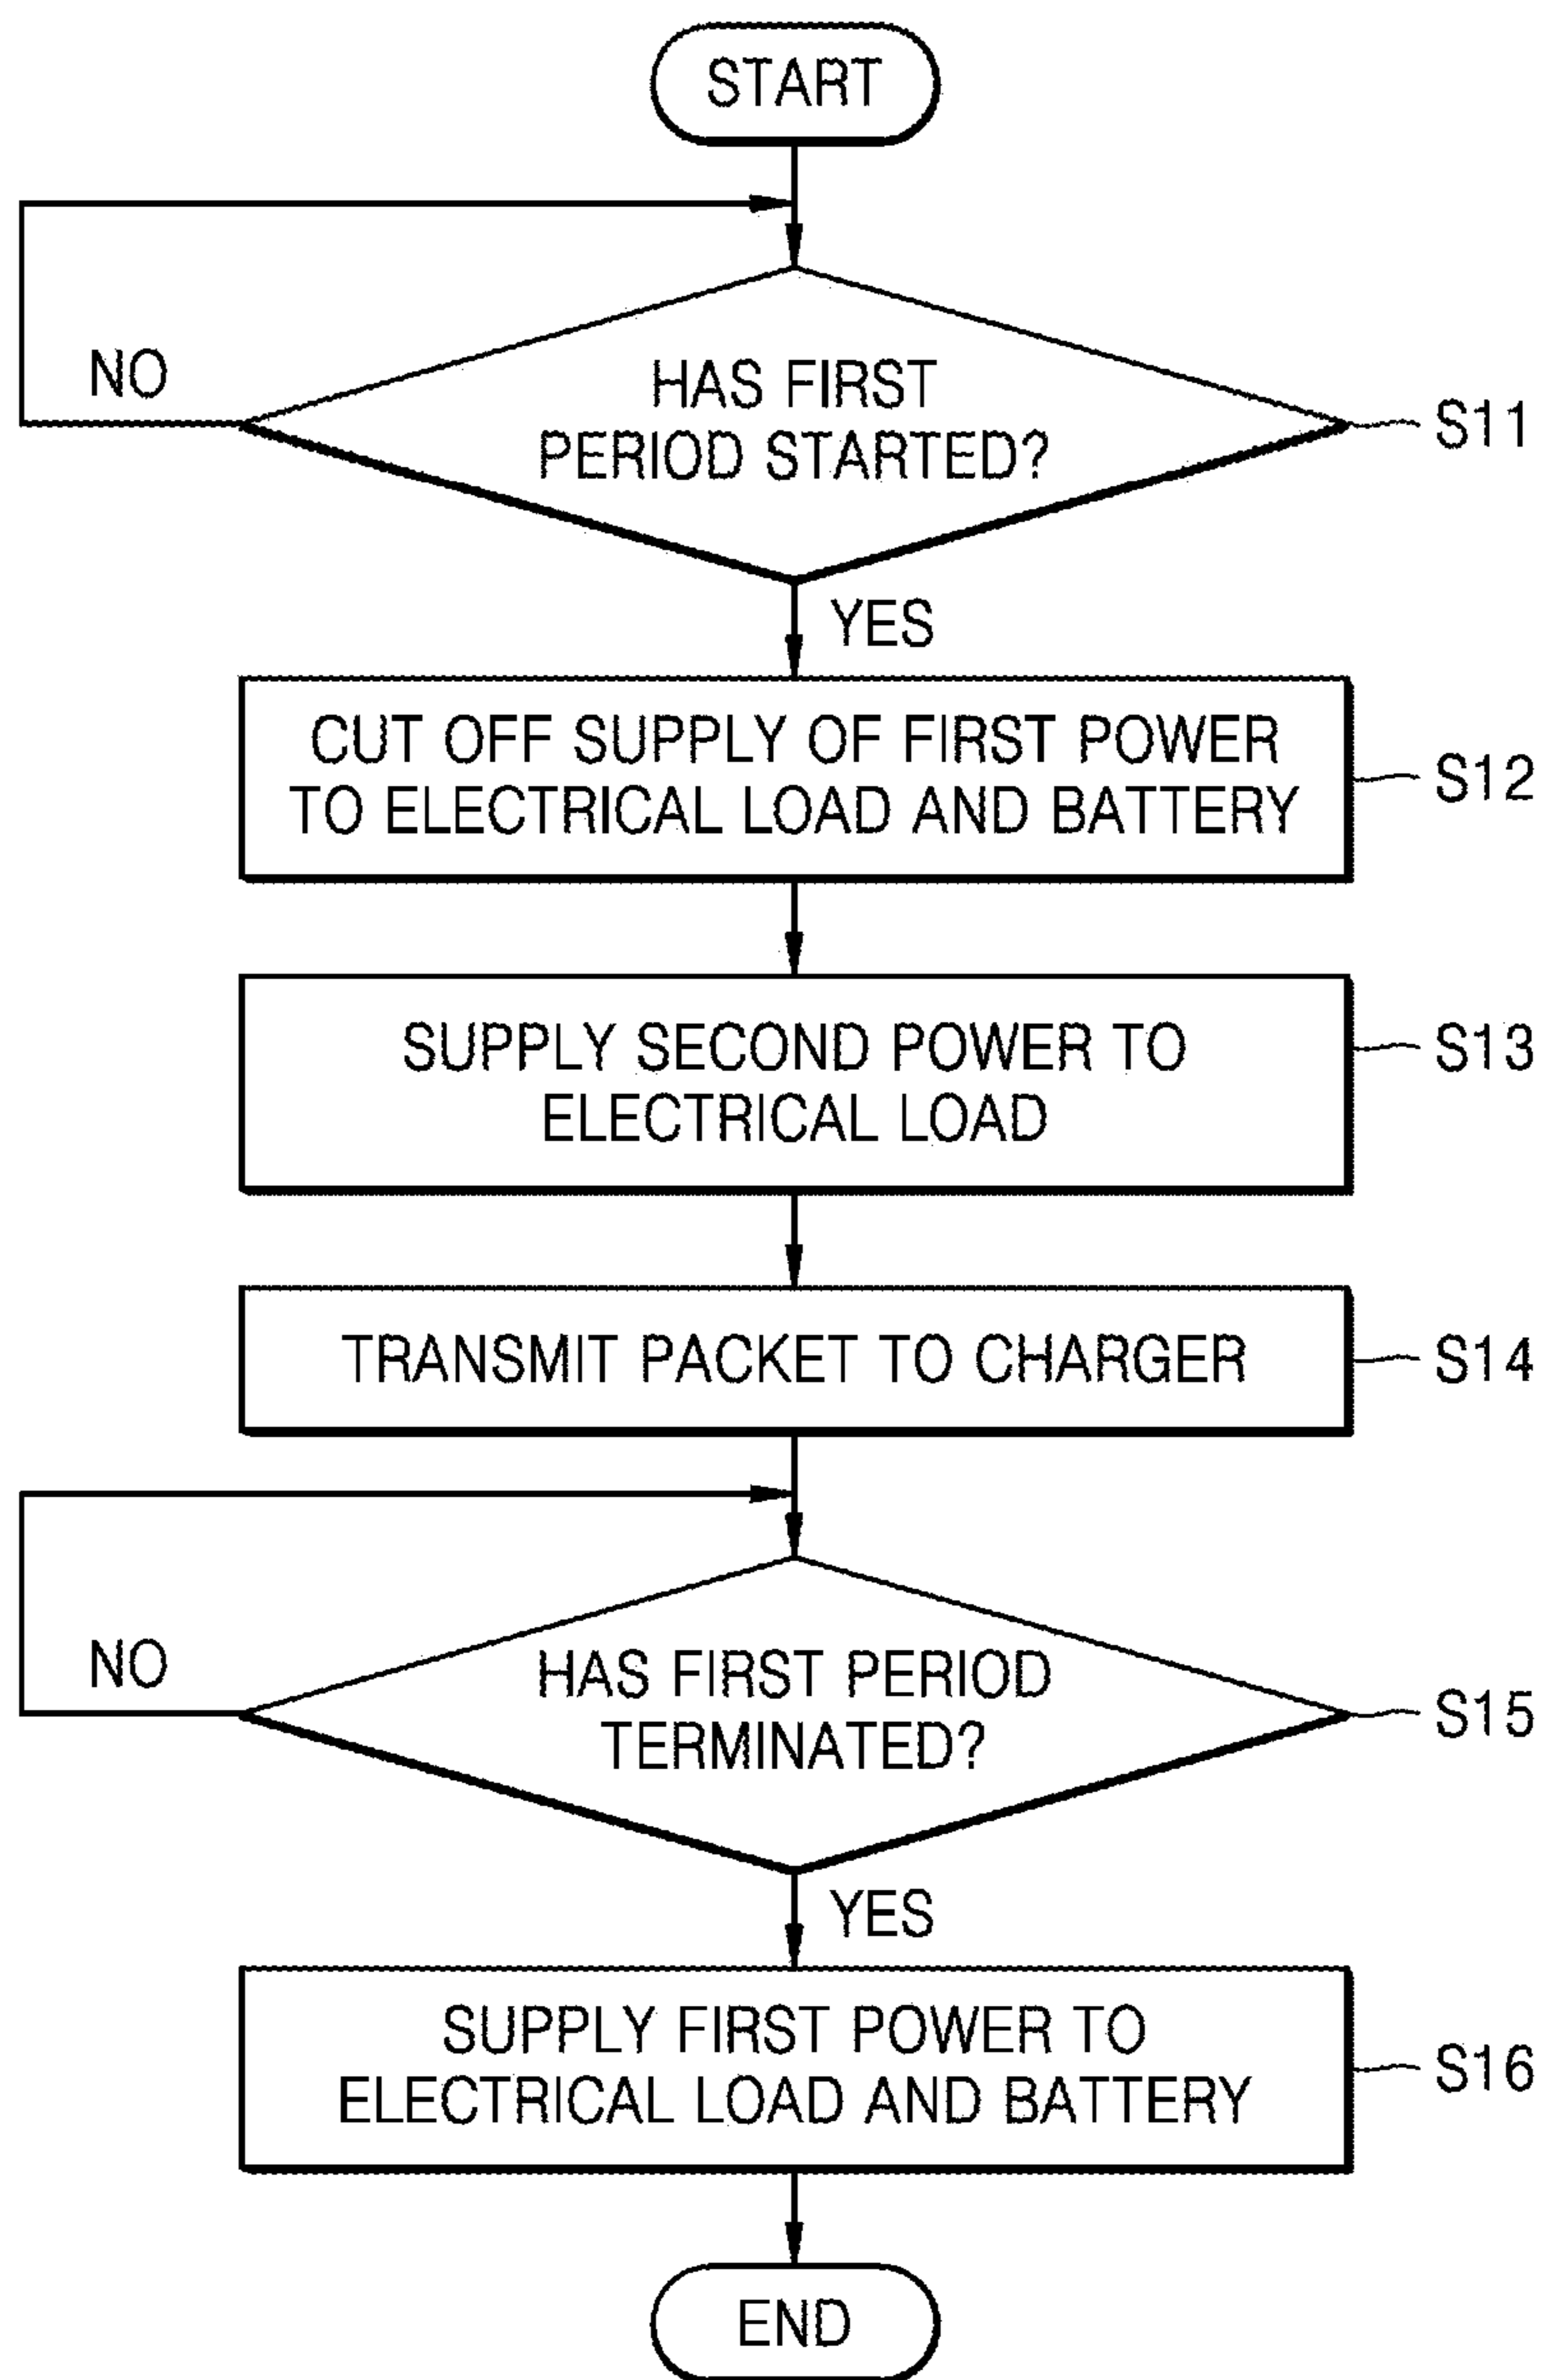 START
NO
HAS FIRST
PERIOD STARTED?
S11
YES
CUT OFF SUPPLY OF FIRST POWER
TO ELECTRICAL LOAD AND BATTERY
S12
SUPPLY SECOND POWER TO
ELECTRICAL LOAD
S13
TRANSMIT PACKET TO CHARGER
S14
NO
HAS FIRST PERIOD
TERMINATED?
S15
YES
SUPPLY FIRST POWER TO
ELECTRICAL LOAD AND BATTERY
S16
END